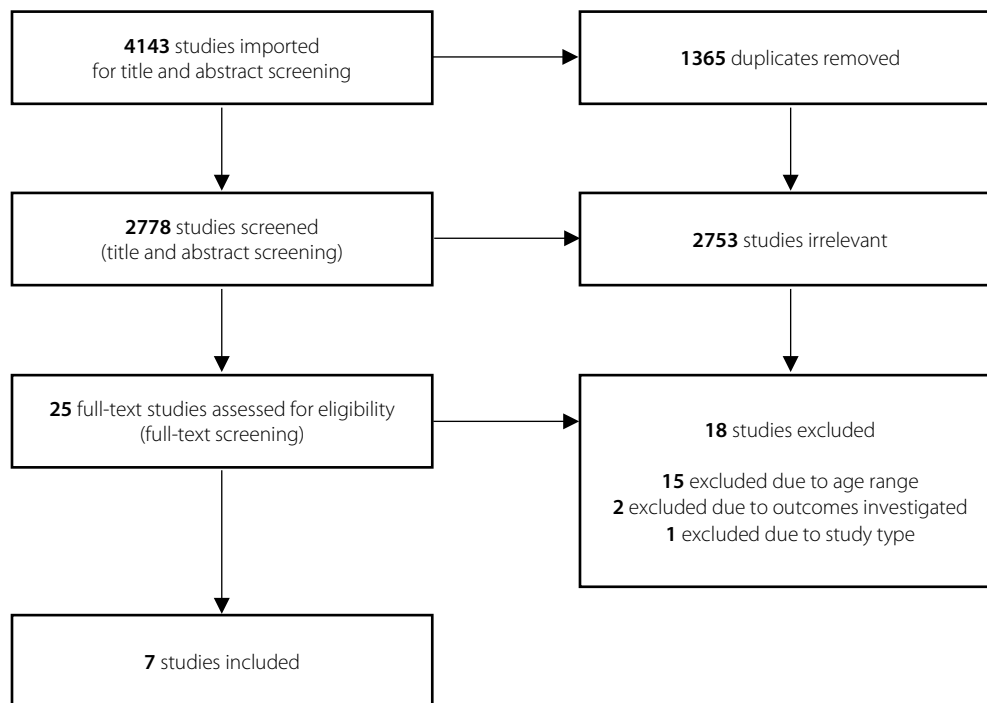 4143 studies imported
for title and abstract screening
1365 duplicates removed
2778 studies screened
(title and abstract screening)
2753 studies irrelevant
25 full-text studies assessed for eligibility
(full-text screening)
18 studies excluded
15 excluded due to age range
2 excluded due to outcomes investigated
1 excluded due to study type
7 studies included